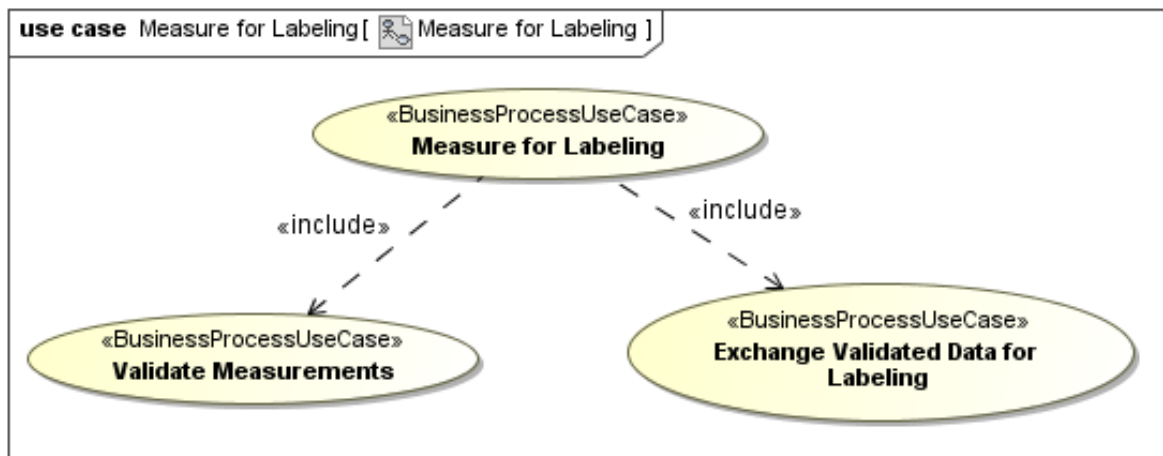 use case Measure for Labeling[ Measure for Labeling ]
«BusinessProcessUseCase»
Measure for Labeling
«include»
«include»
«BusinessProcessUseCase»
Validate Measurements
«BusinessProcessUseCase»
Exchange Validated Data for
Labeling